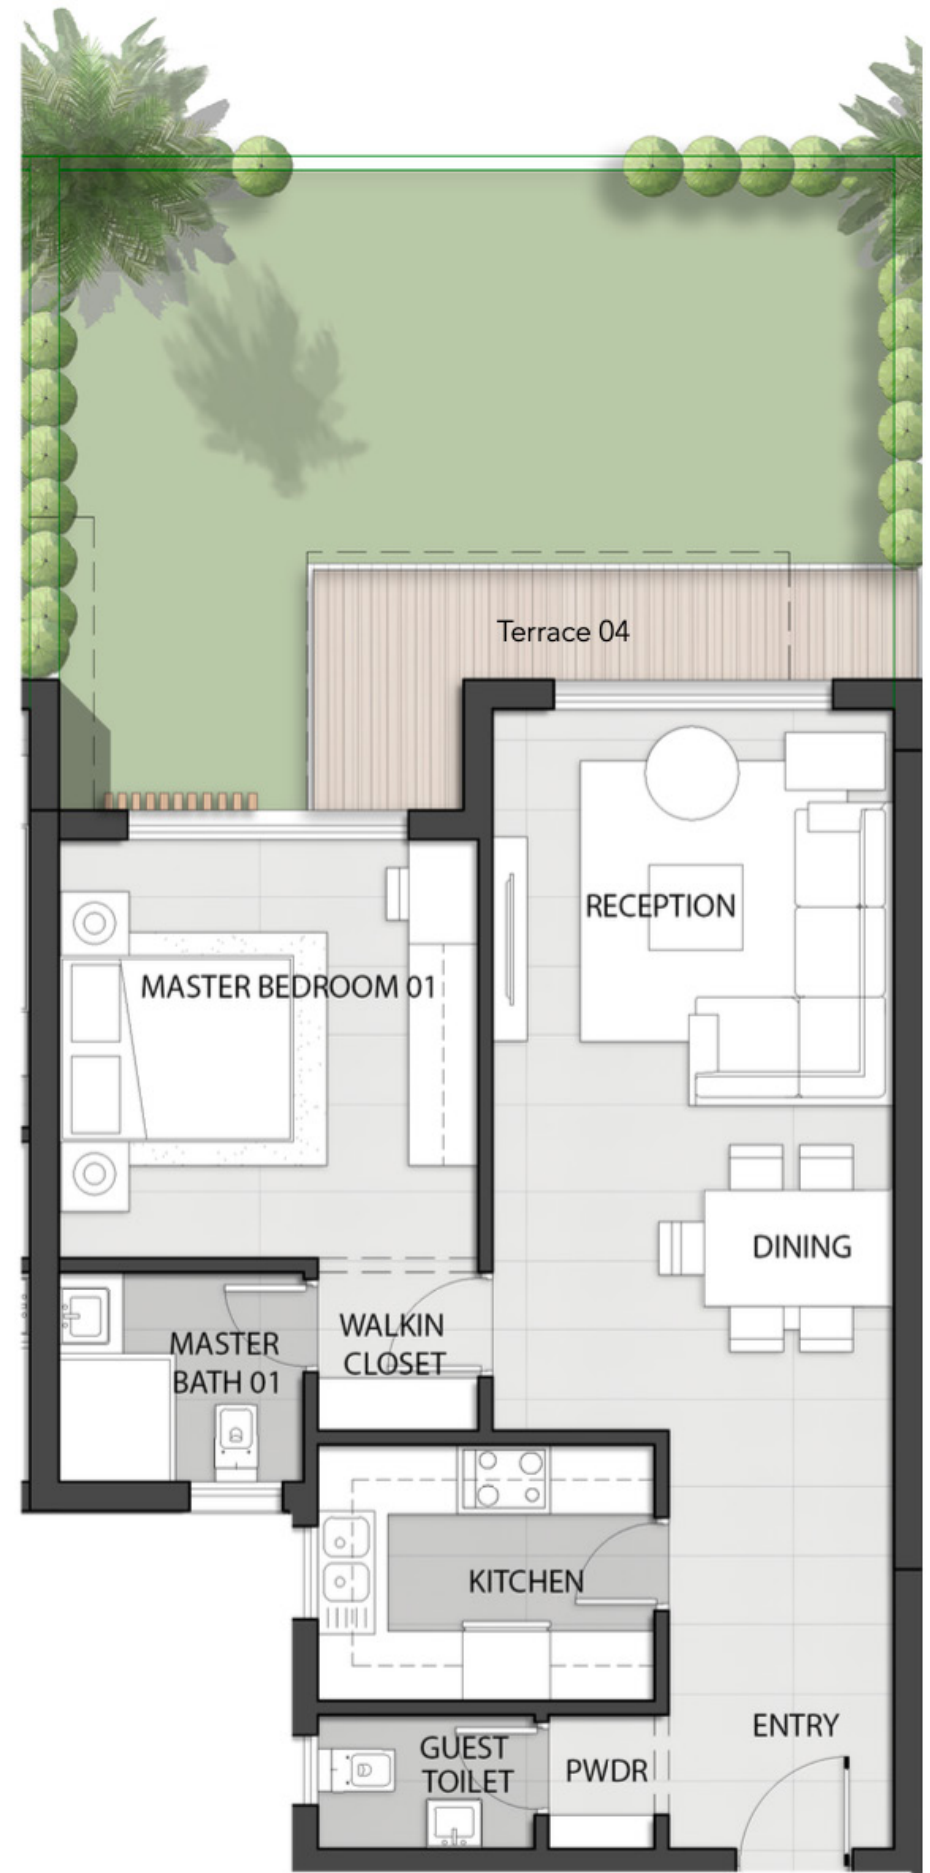 Terrace 04
RECEPTION
MASTER BEDROOM 01
DINING
WALKIN
CLOSET
MASTER
BATH 01
KITCHEN
ENTRY
GUEST
TOILET
PWDR